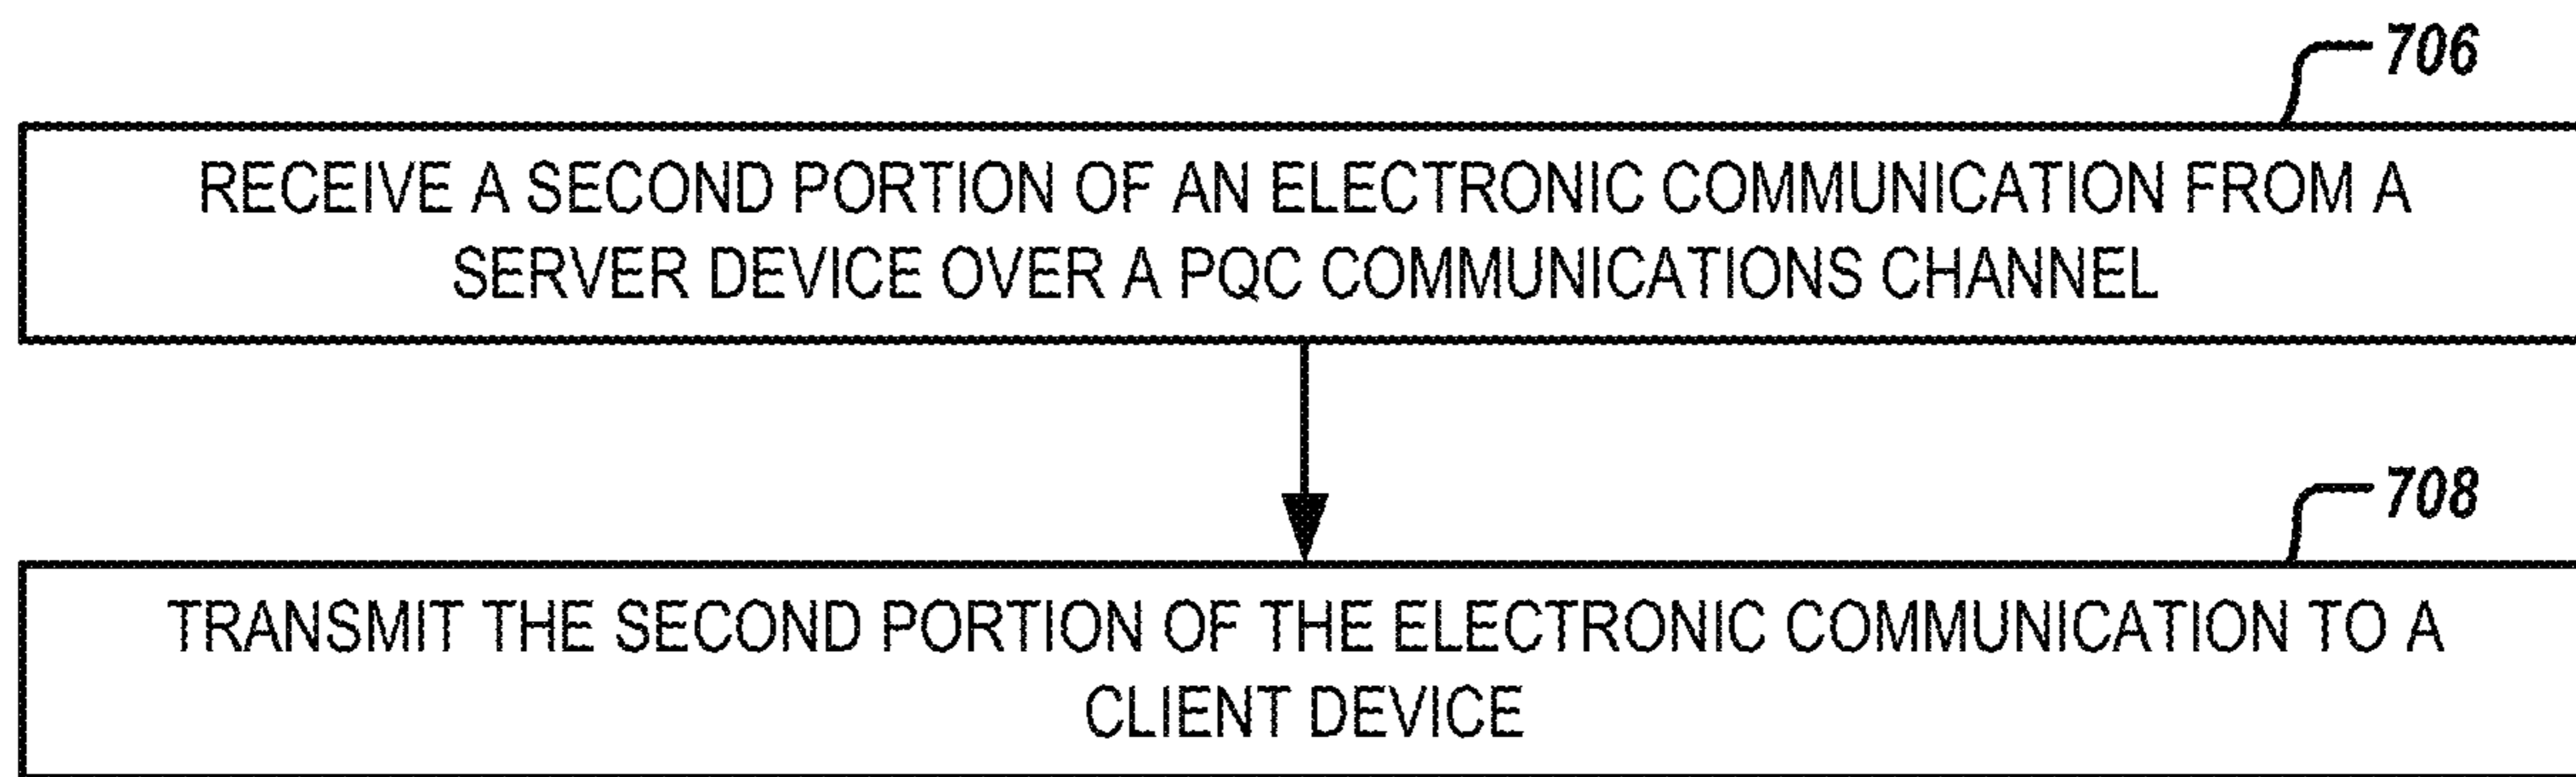 706
RECEIVE A SECOND PORTION OF AN ELECTRONIC COMMUNICATION FROM A
SERVER DEVICE OVER A PQC COMMUNICATIONS CHANNEL
708
TRANSMIT THE SECOND PORTION OF THE ELECTRONIC COMMUNICATION TO A
CLIENT DEVICE